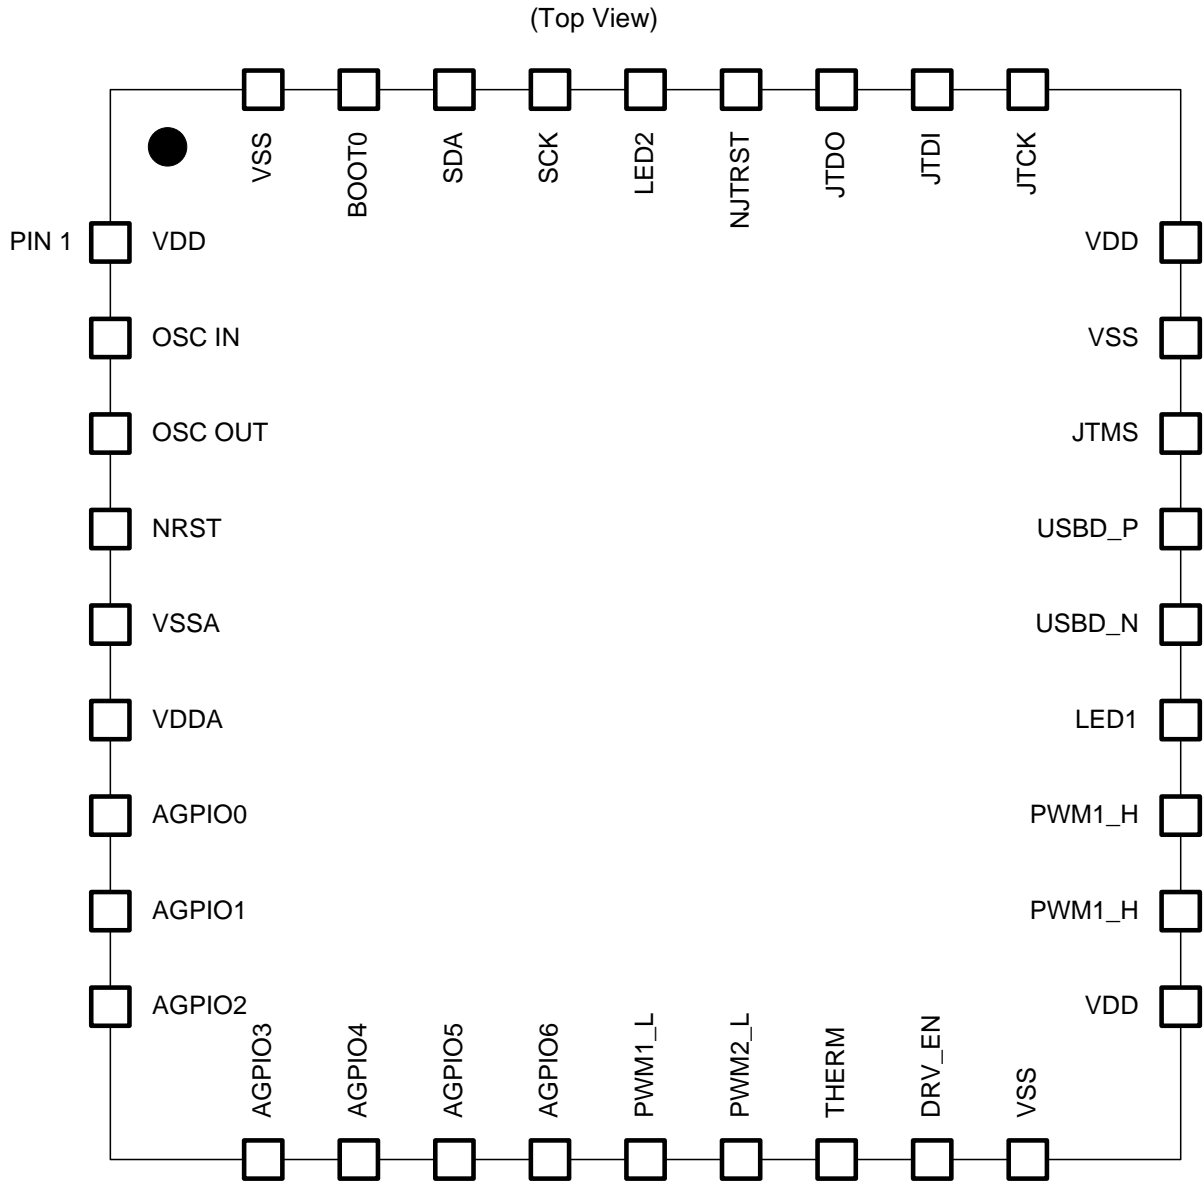 (Top View)
VSS
BOOT0
SDA
SCK
LED2
NJTRST
JTDO
JTDI
JTCK
PIN 1
VDD
OSC IN
OSC OUT
NRST
VSSA
VDDA
AGPIO0
AGPIO1
AGPIO2
VDD
VSS
JTMS
USBD_P
USBD_N
LED1
PWM1_H
PWM1_H
VDD
AGPIO3
AGPIO4
AGPIO5
AGPIO6
PWM1_L
PWM2_L
THERM
DRV_EN
VSS